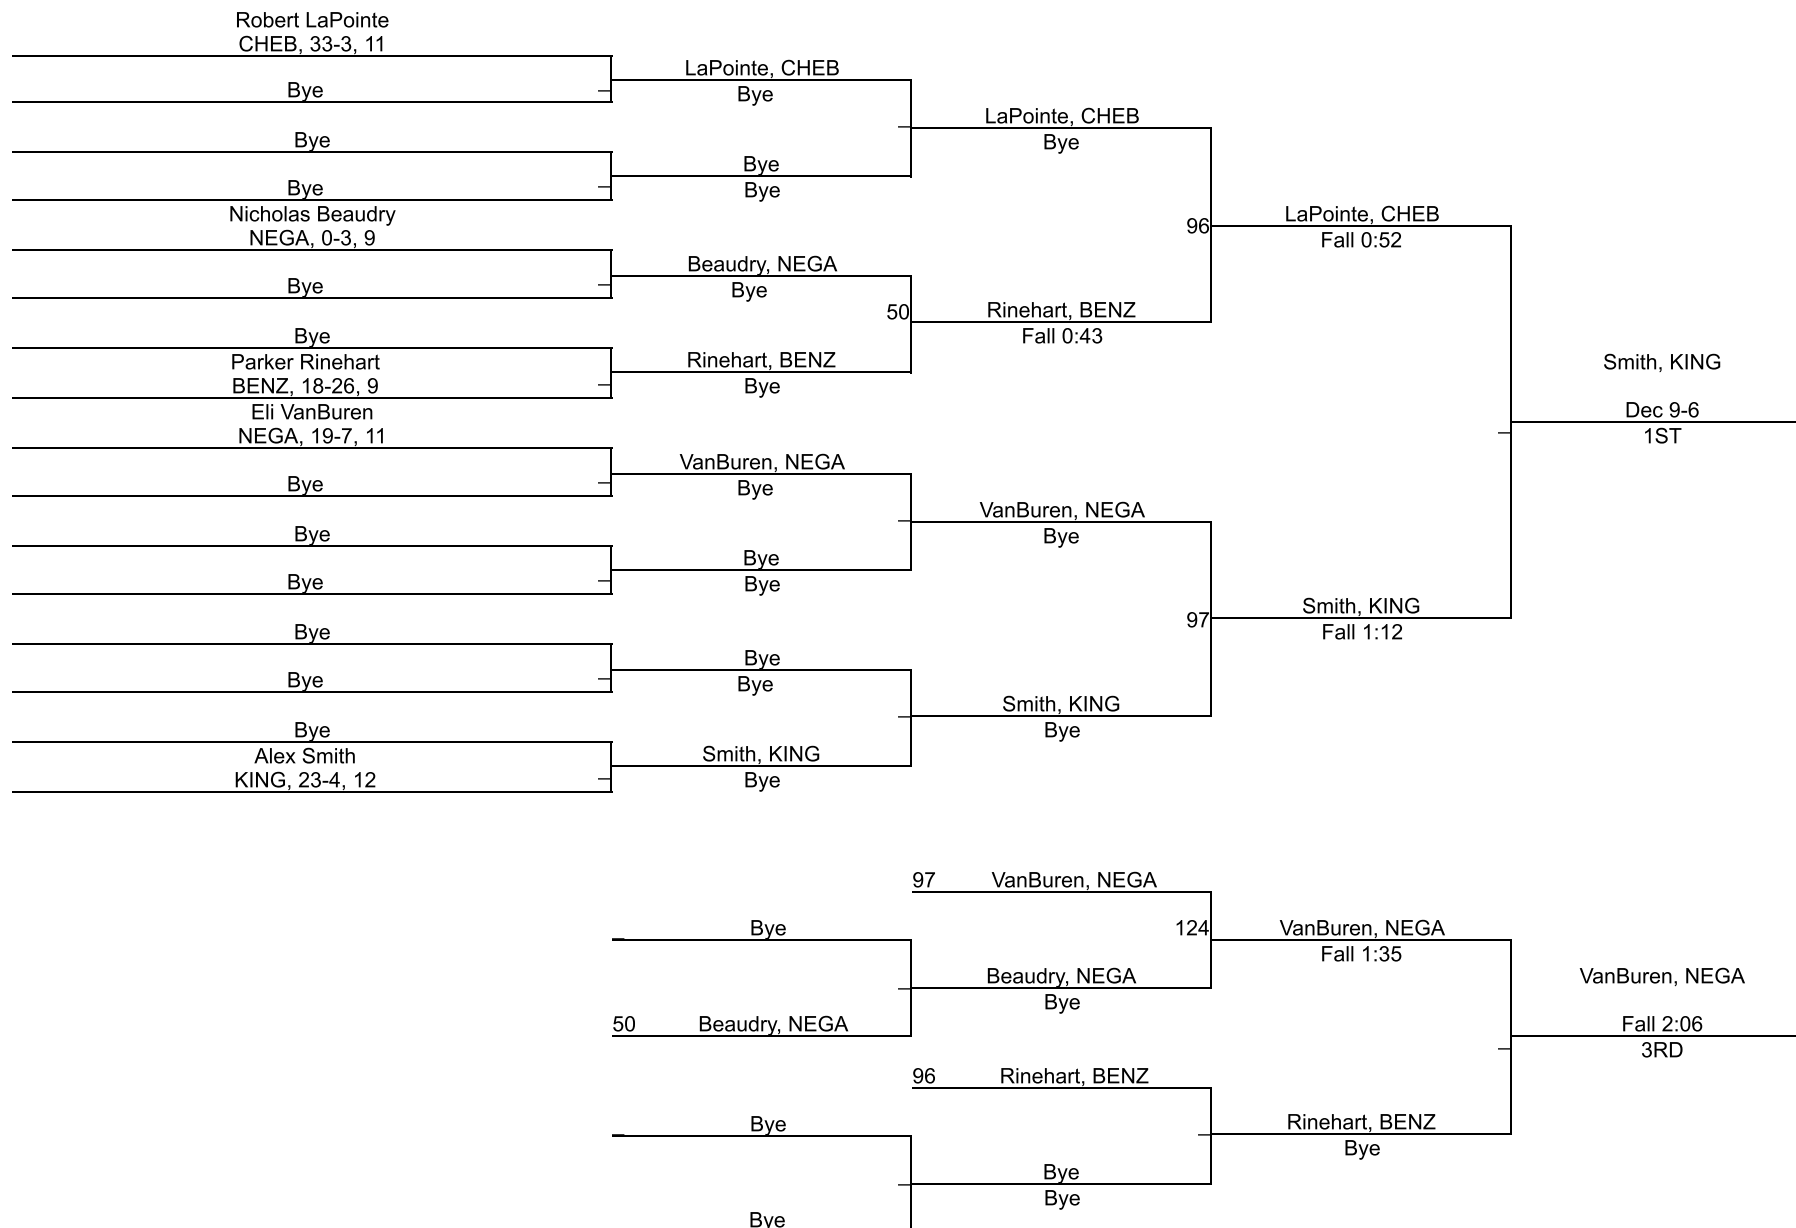 Robert LaPointe
CHEB, 33-3, 11
Bye
Bye
Bye
Nicholas Beaudry
NEGA, 0-3, 9
Bye
Bye
Parker Rinehart
BENZ, 18-26, 9
Eli VanBuren
NEGA, 19-7, 11
Bye
Bye
Bye
Bye
Bye
Bye
Alex Smith
KING, 23-4, 12
LaPointe, CHEB
Bye
Bye
Bye
Beaudry, NEGA
Bye
50
Rinehart, BENZ
Bye
VanBuren, NEGA
Bye
Bye
Bye
Bye
Bye
Smith, KING
Bye
LaPointe, CHEB
Bye
96
Rinehart, BENZ
Fall 0:43
VanBuren, NEGA
Bye
97
Smith, KING
Bye
LaPointe, CHEB
Fall 0:52
Smith, KING
Fall 1:12
Smith, KING
Dec 9-6
1ST
97 VanBuren, NEGA
Bye
124
Beaudry, NEGA
Bye
50 Beaudry, NEGA
VanBuren, NEGA
Fall 1:35
96 Rinehart, BENZ
Bye
Bye
Bye
Bye
Rinehart, BENZ
Bye
VanBuren, NEGA
Fall 2:06
3RD